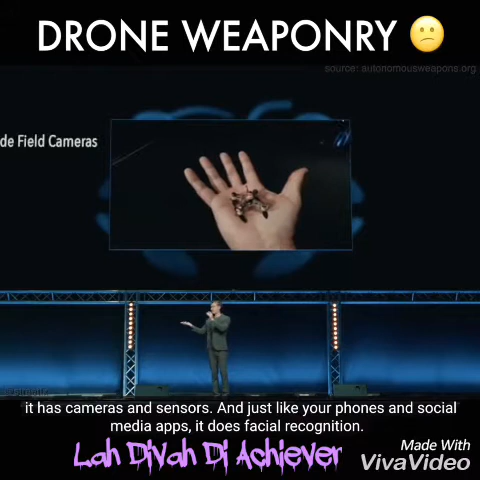 DRONE WEAPONRY 😕
source: autonomousweapons.org
de Field Cameras
it has cameras and sensors. And just like your phones and social
media apps, it does facial recognition.
Lah Divah Di Achiever
Made With
VivaVideo